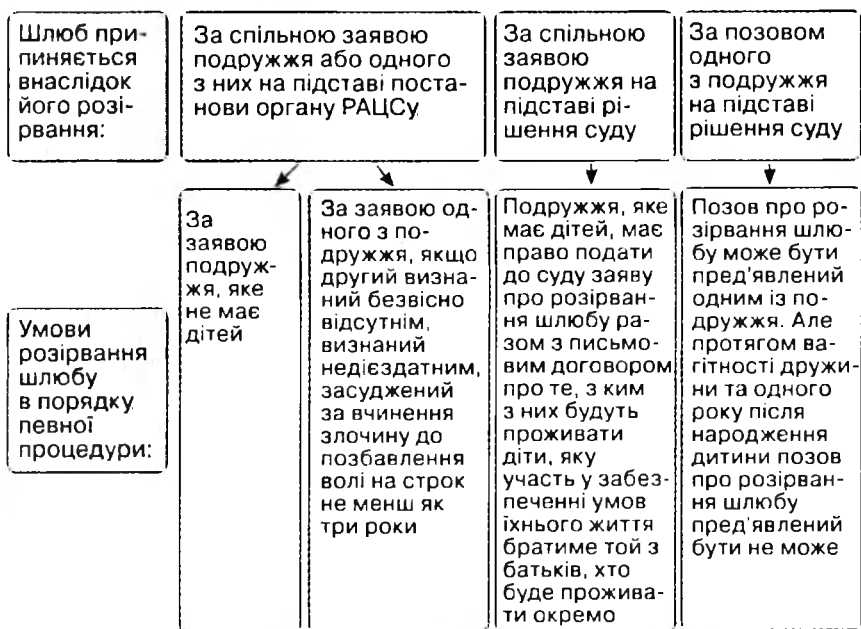 Шлюб при-
пиняється
внаслідок
його розі-
рвання:
За спільною заявою
подружжя або одного
з них на підставі поста-
нови органу РАЦСу
За спільною
заявою
подружжя на
підставі рі-
шення суду
За позовом
одного
з подружжя
на підставі
рішення суду
Умови
розірвання
шлюбу
в порядку
певної
процедури:
За
заявою
подруж-
жя, яке
не має
дітей
За заявою од-
ного з по-
дружжя, якщо
другий визна-
ний безвісно
відсутнім,
визнаний
недієздатним,
засуджений
за вчинення
злочину до
позбавлення
волі на строк
не менш як
три роки
Подружжя, яке
має дітей, має
право подати
до суду заяву
про розірван-
ня шлюбу ра-
зом з письмо-
вим договором
про те, з ким
з них будуть
проживати
діти, яку
участь у забез-
печенні умов
їхнього життя
братиме той з
батьків, хто
буде прожива-
ти окремо
Позов про ро-
зірвання шлю-
бу може бути
пред'явлений
одним із по-
дружжя. Але
протягом ва-
гітності дружи-
ни та одного
року після
народження
дитини позов
про розірван-
ня шлюбу
пред'явлений
бути не може